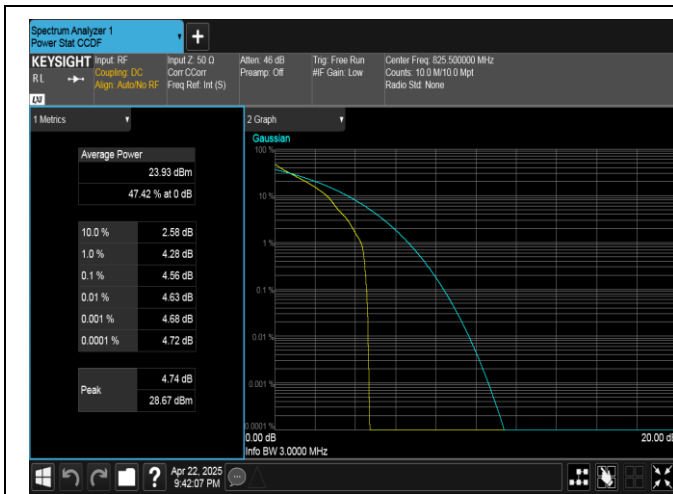 Spectrum Analyzer 1
Power Stat CCDF
+
KEYSIGHT
RL
LXI
Input: RF
Coupling: DC
Align: Auto/No RF
Input Z: 50 Ω
Corr CCorr
Freq Ref: Int (S)
Atten: 46 dB
Preamp: Off
Trig: Free Run
#IF Gain: Low
Center Freq: 825.500000 MHz
Counts: 10.0 M/10.0 Mpt
Radio Std: None
1 Metrics
Average Power
23.93 dBm
47.42 % at 0 dB
10.0 % 2.58 dB
1.0 % 4.28 dB
0.1 % 4.56 dB
0.01 % 4.63 dB
0.001 % 4.68 dB
0.0001 % 4.72 dB
Peak
4.74 dB
28.67 dBm
2 Graph
Gaussian
100 %
10 %
1 %
0.1 %
0.01 %
0.001 %
0.0001 %
0.00 dB 20.00 dB
Info BW 3.0000 MHz
?
Apr 22, 2025
9:42:07 PM